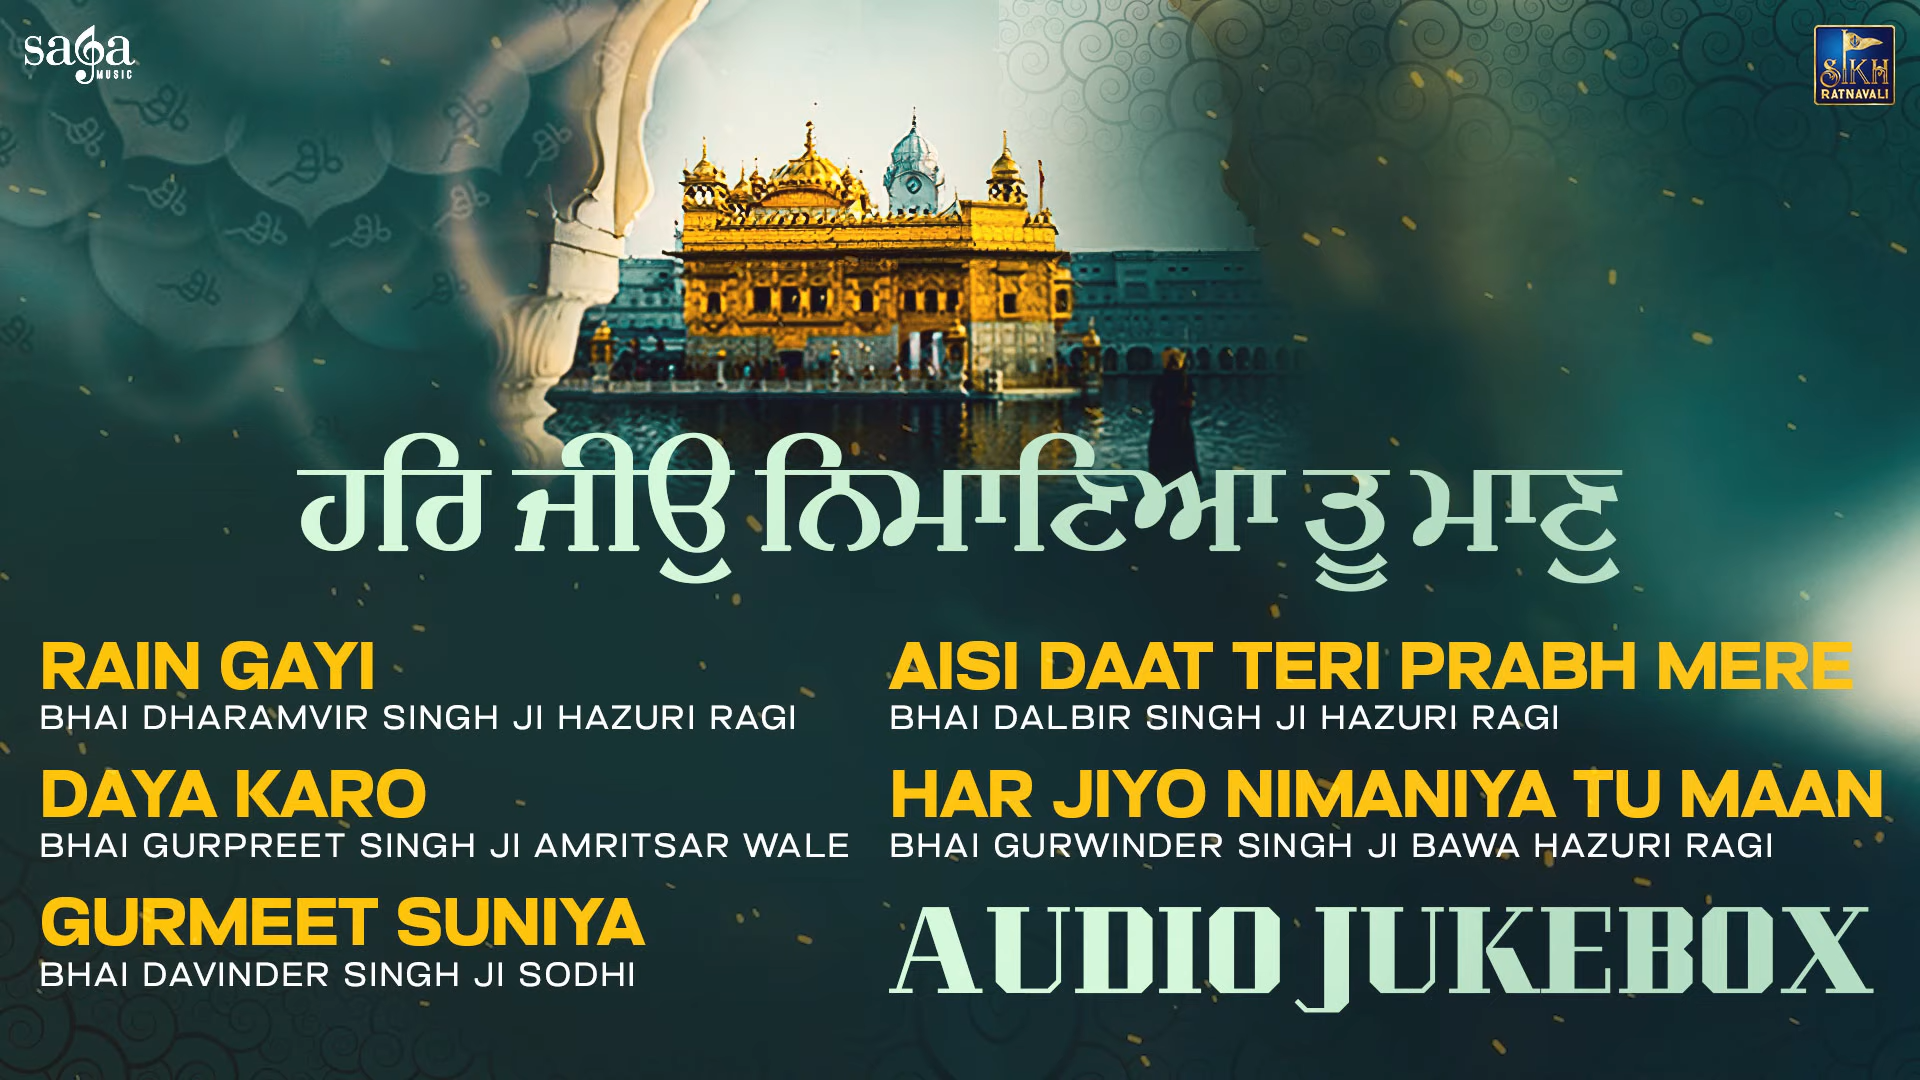 saga
MUSIC
SIKH
RATNAVALI
ਹਰਿ ਜੀਉ ਨਿਮਾਣਿਆ ਤੂ ਮਾਣੁ
RAIN GAYI
BHAI DHARAMVIR SINGH JI HAZURI RAGI
DAYA KARO
BHAI GURPREET SINGH JI AMRITSAR WALE
GURMEET SUNIYA
BHAI DAVINDER SINGH JI SODHI
AISI DAAT TERI PRABH MERE
BHAI DALBIR SINGH JI HAZURI RAGI
HAR JIYO NIMANIYA TU MAAN
BHAI GURWINDER SINGH JI BAWA HAZURI RAGI
AUDIO JUKEBOX